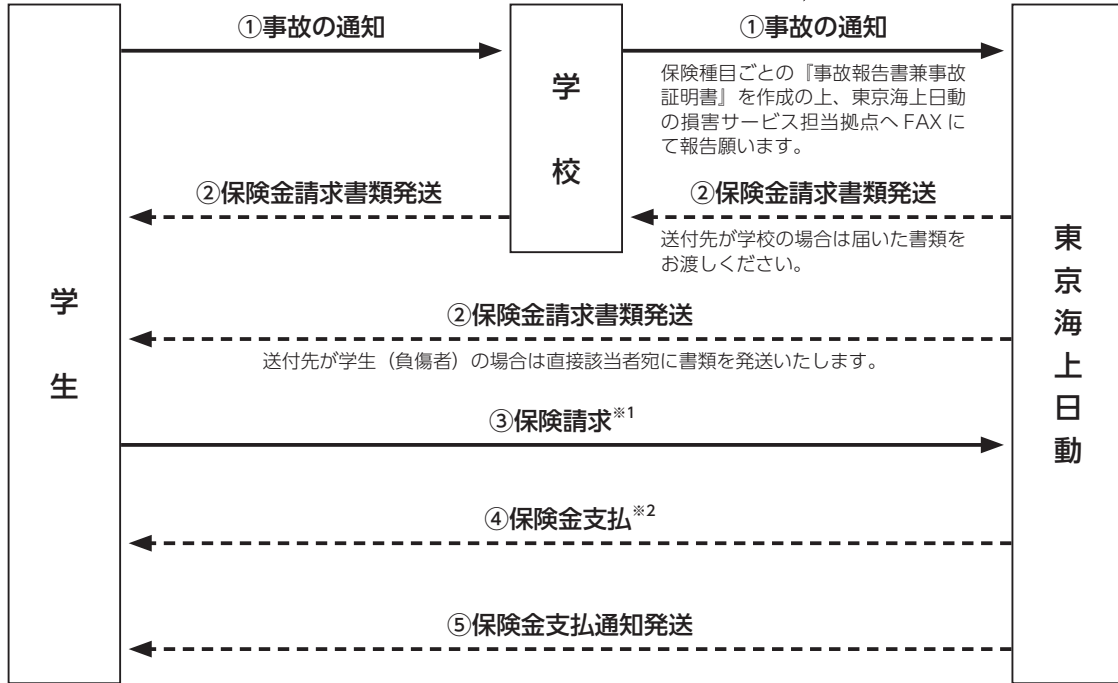 ①事故の通知
①事故の通知
保険種目ごとの『事故報告書兼事故
証明書』を作成の上、東京海上日動
の損害サービス担当拠点へ FAX に
て報告願います。
学校
②保険金請求書類発送
②保険金請求書類発送
送付先が学校の場合は届いた書類を
お渡しください。
学生
東京海上日動
②保険金請求書類発送
送付先が学生(負傷者)の場合は直接該当者宛に書類を発送いたします。
③保険請求※1
④保険金支払※2
⑤保険金支払通知発送